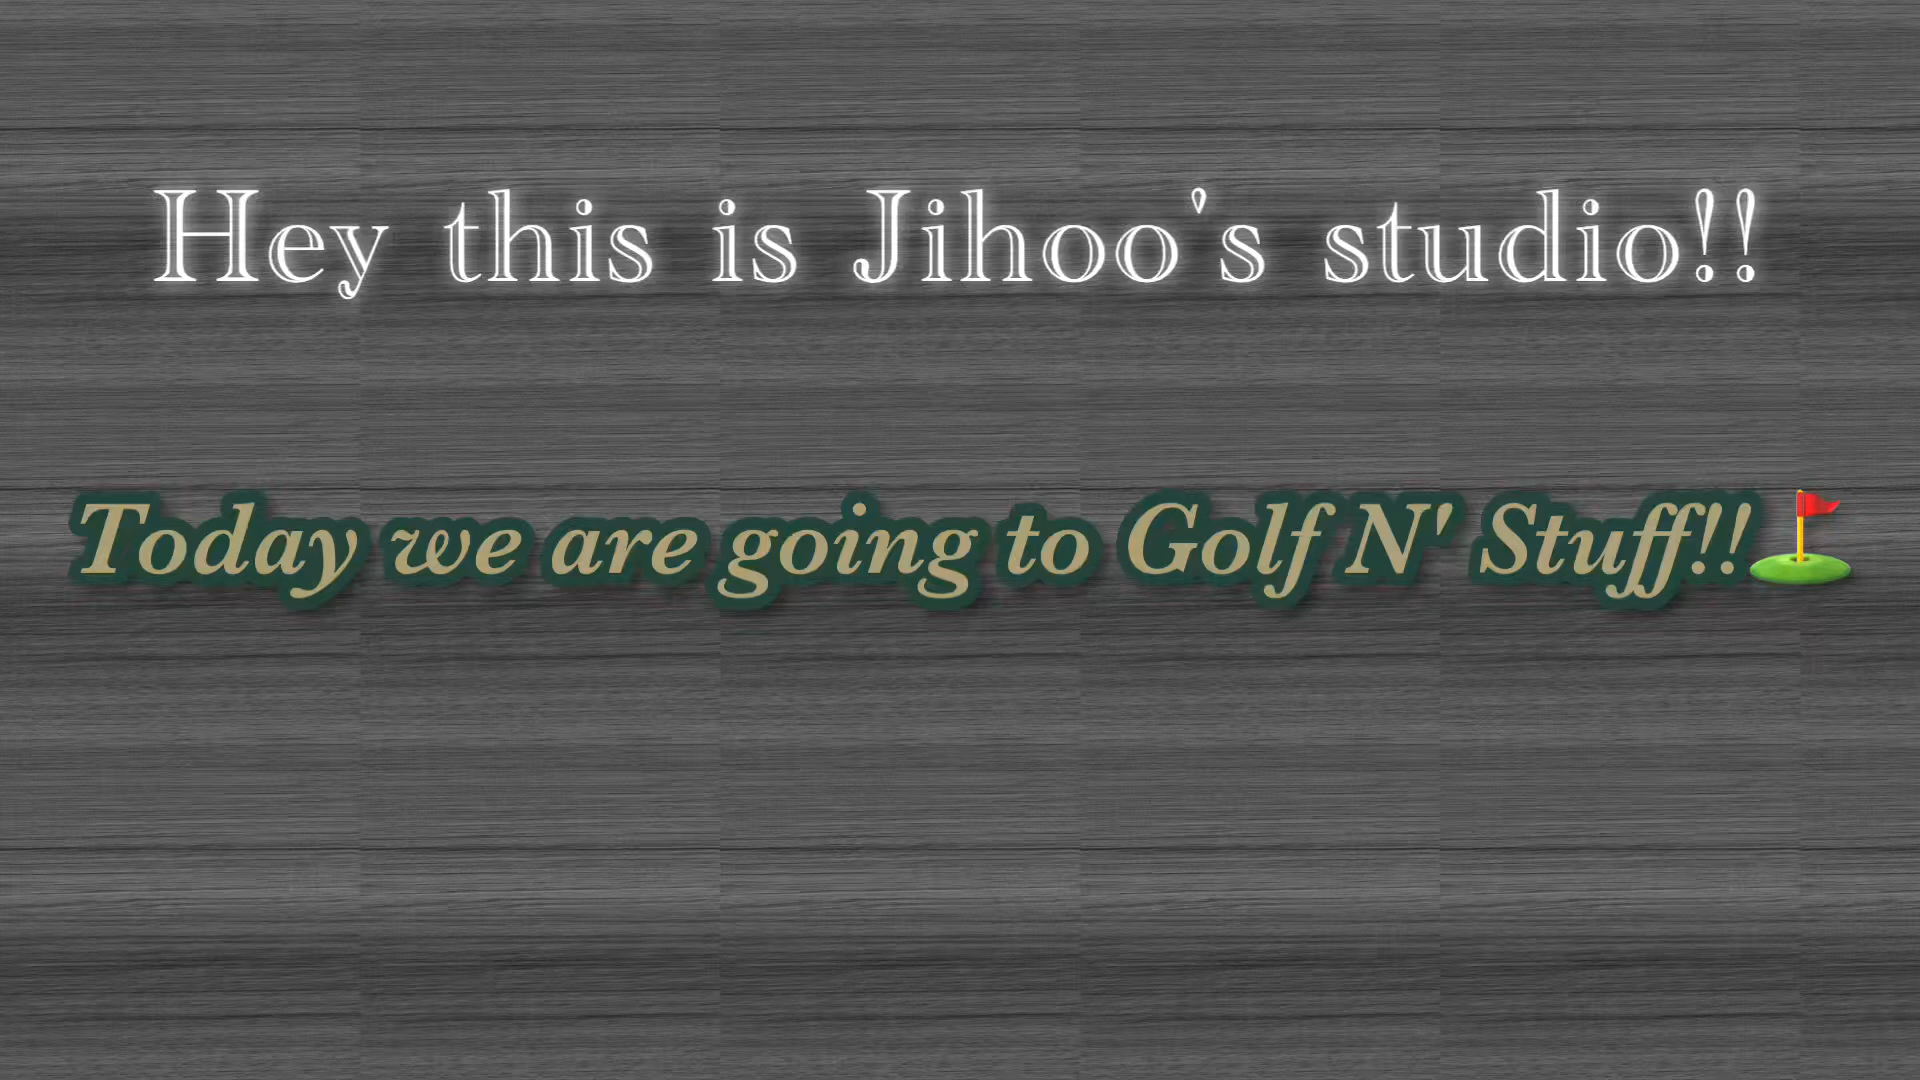 Hey this is Jihoo's studio!!
Today we are going to Golf N' Stuff!!⛳